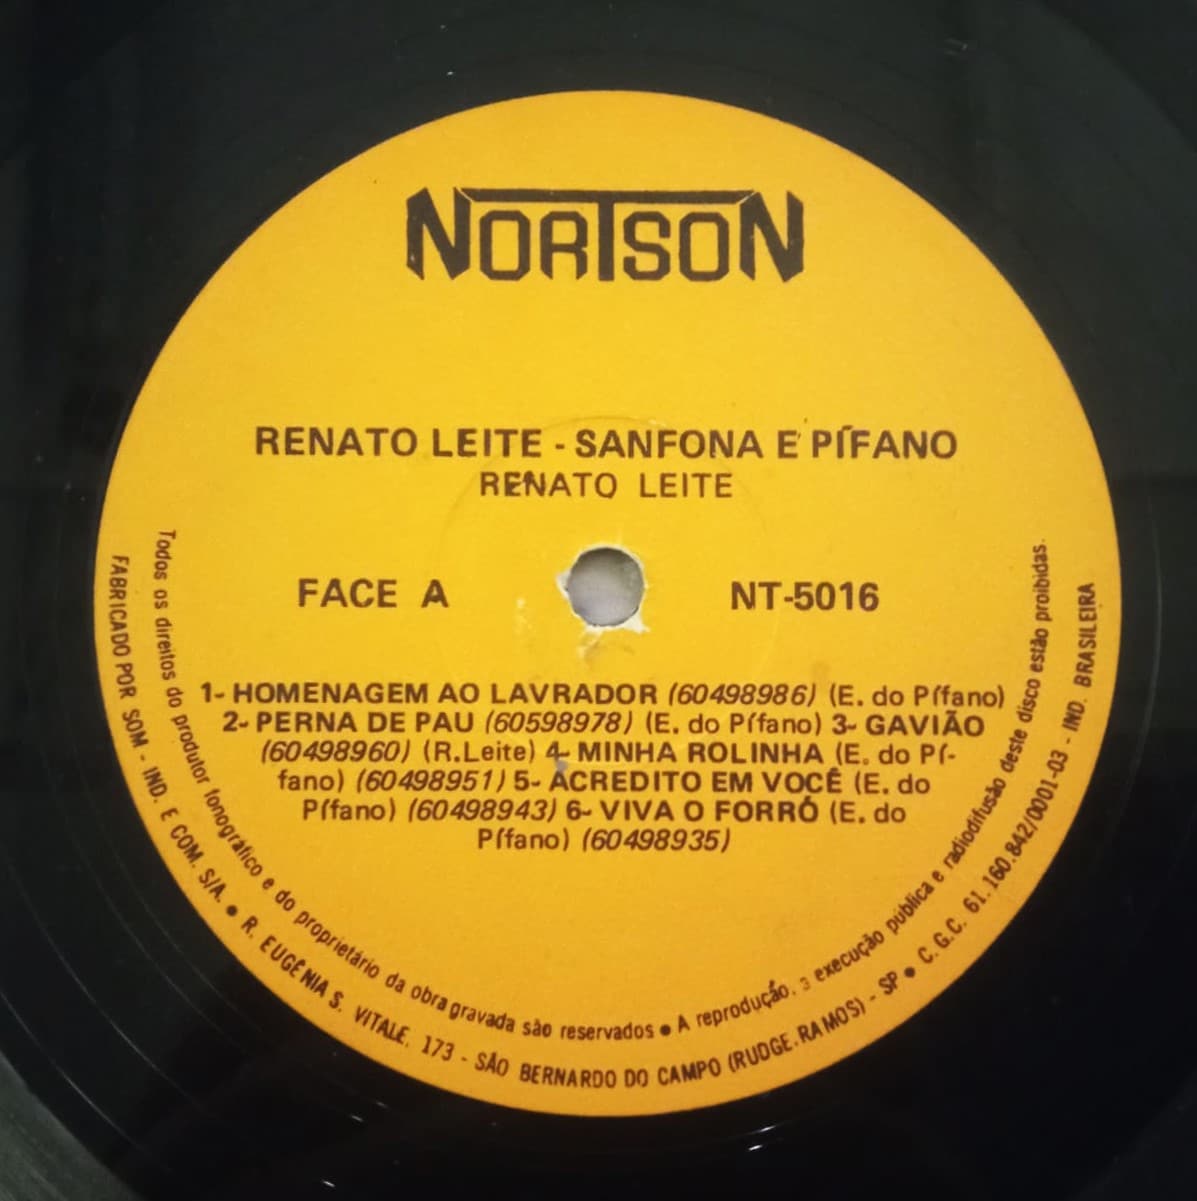 NORTSON
RENATO LEITE - SANFONA E PÍFANO
RENATO LEITE
FACE A
NT-5016
1- HOMENAGEM AO LAVRADOR (60498986) (E. do Pífano)
2- PERNA DE PAU (60598978) (E. do Pífano) 3- GAVIÃO
(60498960) (R.Leite) 4- MINHA ROLINHA (E. do Pí-
fano) (60498951) 5- ACREDITO EM VOCÊ (E. do
Pífano) (60498943) 6- VIVA O FORRÓ (E. do
Pífano) (60498935)
Todos os direitos do produtor fonográfico e do proprietário da obra gravada são reservados ● A reprodução, a execução publica e radiodifusão deste disco estão proibidas.
FABRICADO POR SOM - IND. E COM. S/A. ● R. EUGÊNIA S. VITALE, 173 - SÃO BERNARDO DO CAMPO (RUDGE.RAMOS) - SP ● C.G.C. 61.160.842/0001-03 - IND. BRASILEIRA